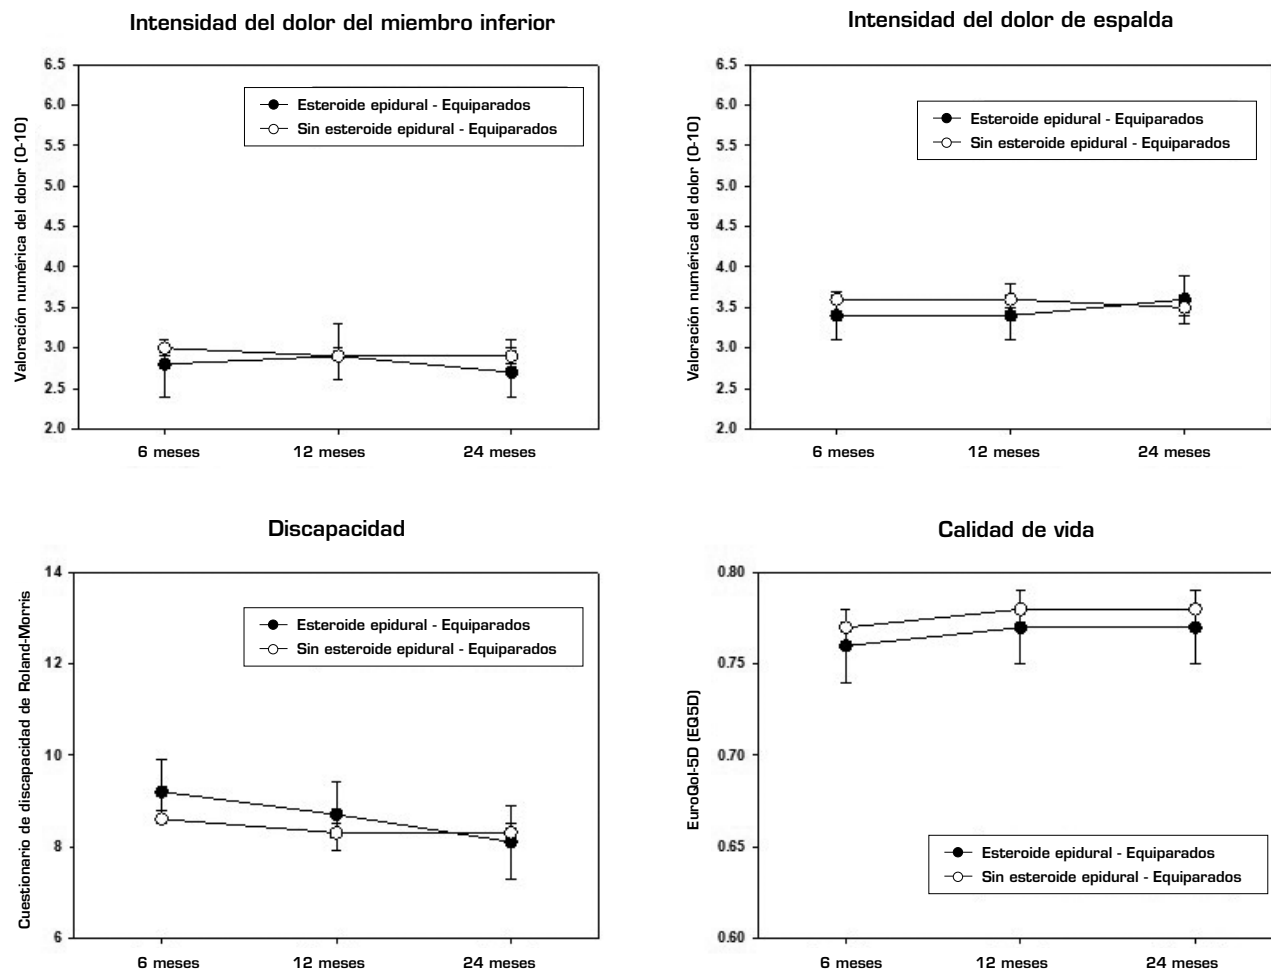 Intensidad del dolor del miembro inferior
Valoración numérica del dolor (0-10)
6.5
6.0
5.5
5.0
4.5
4.0
3.5
3.0
2.5
2.0
Esteroide epidural - Equiparados
Sin esteroide epidural - Equiparados
6 meses
12 meses
24 meses
Intensidad del dolor de espalda
Valoración numérica del dolor (0-10)
6.5
6.0
5.5
5.0
4.5
4.0
3.5
3.0
2.5
2.0
Esteroide epidural - Equiparados
Sin esteroide epidural - Equiparados
6 meses
12 meses
24 meses
Discapacidad
Cuestionario de discapacidad de Roland-Morris
14
12
10
8
6
Esteroide epidural - Equiparados
Sin esteroide epidural - Equiparados
6 meses
12 meses
24 meses
Calidad de vida
EuroQol-5D (EQ5D)
0.80
0.75
0.70
0.65
0.60
Esteroide epidural - Equiparados
Sin esteroide epidural - Equiparados
6 meses
12 meses
24 meses